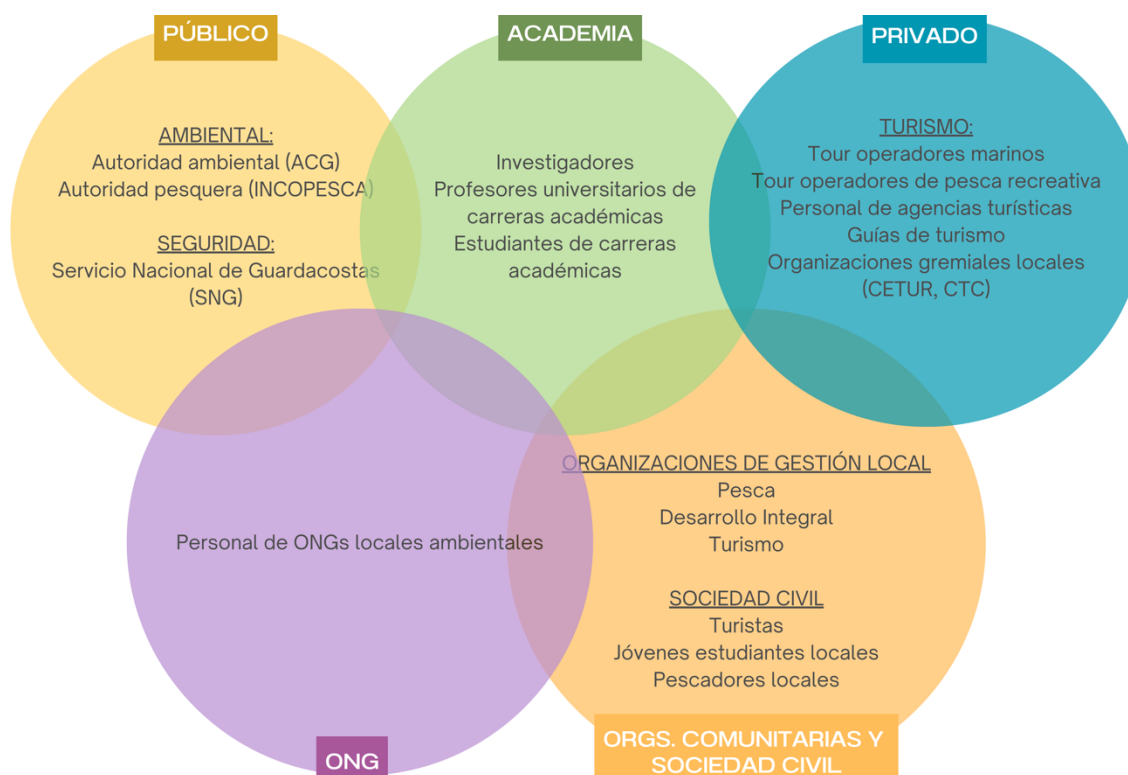 PÚBLICO
AMBIENTAL:
Autoridad ambiental (ACG)
Autoridad pesquera (INCOPESCA)
SEGURIDAD:
Servicio Nacional de Guardacostas
(SNG)
ACADEMIA
Investigadores
Profesores universitarios de
carreras académicas
Estudiantes de carreras
académicas
PRIVADO
TURISMO:
Tour operadores marinos
Tour operadores de pesca recreativa
Personal de agencias turísticas
Guías de turismo
Organizaciones gremiales locales
(CETUR, CTC)
Personal de ONGs locales ambientales
ONG
ORGANIZACIONES DE GESTIÓN LOCAL
Pesca
Desarrollo Integral
Turismo
SOCIEDAD CIVIL
Turistas
Jóvenes estudiantes locales
Pescadores locales
ORGS. COMUNITARIAS Y
SOCIEDAD CIVIL